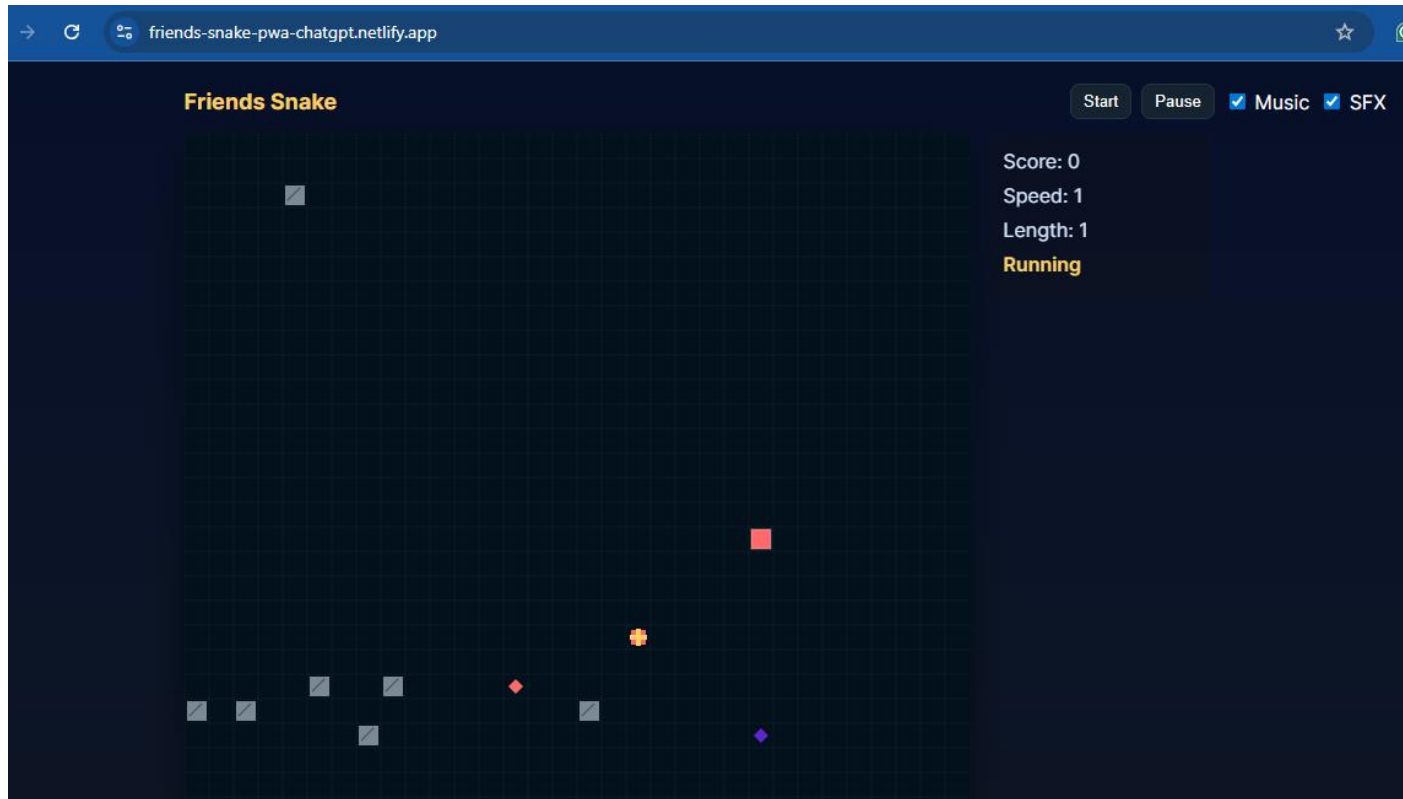 friends-snake-pwa-chatgpt.netlify.app
Friends Snake
Start Pause Music SFX
Score: 0
Speed: 1
Length: 1
Running